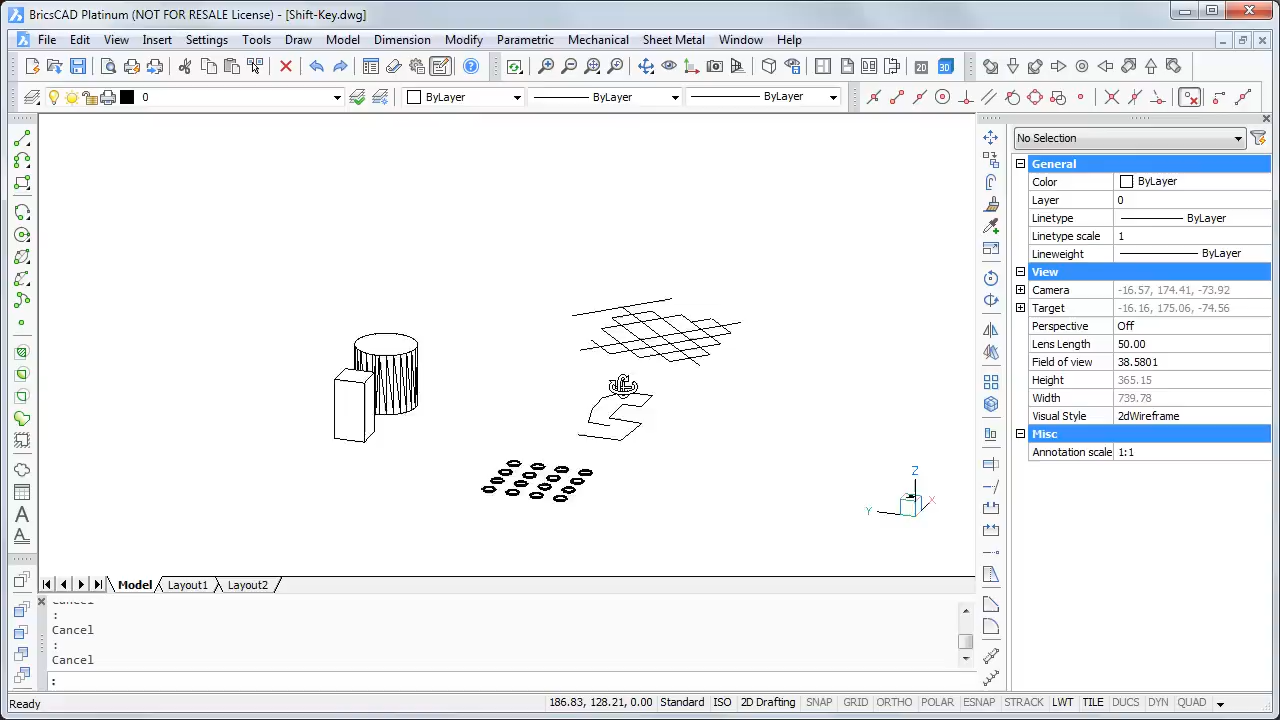 BricsCAD Platinum (NOT FOR RESALE License) - [Shift-Key.dwg]
File Edit View Insert Settings Tools Draw Model Dimension Modify Parametric Mechanical Sheet Metal Window Help
2D 3D
0 ByLayer ByLayer ByLayer
No Selection
General
Color ByLayer
Layer 0
Linetype ByLayer
Linetype scale 1
Lineweight ByLayer
View
Camera -16.57, 174.41, -73.92
Target -16.16, 175.06, -74.56
Perspective Off
Lens Length 50.00
Field of view 38.5801
Height 365.15
Width 739.78
Visual Style 2dWireframe
Misc
Annotation scale 1:1
Z
X
Y
A
A
Model Layout1 Layout2
Cancel
:
Cancel
:
Cancel
:
Ready 186.83, 128.21, 0.00 Standard ISO 2D Drafting SNAP GRID ORTHO POLAR ESNAP STRACK LWT TILE DUCS DYN QUAD